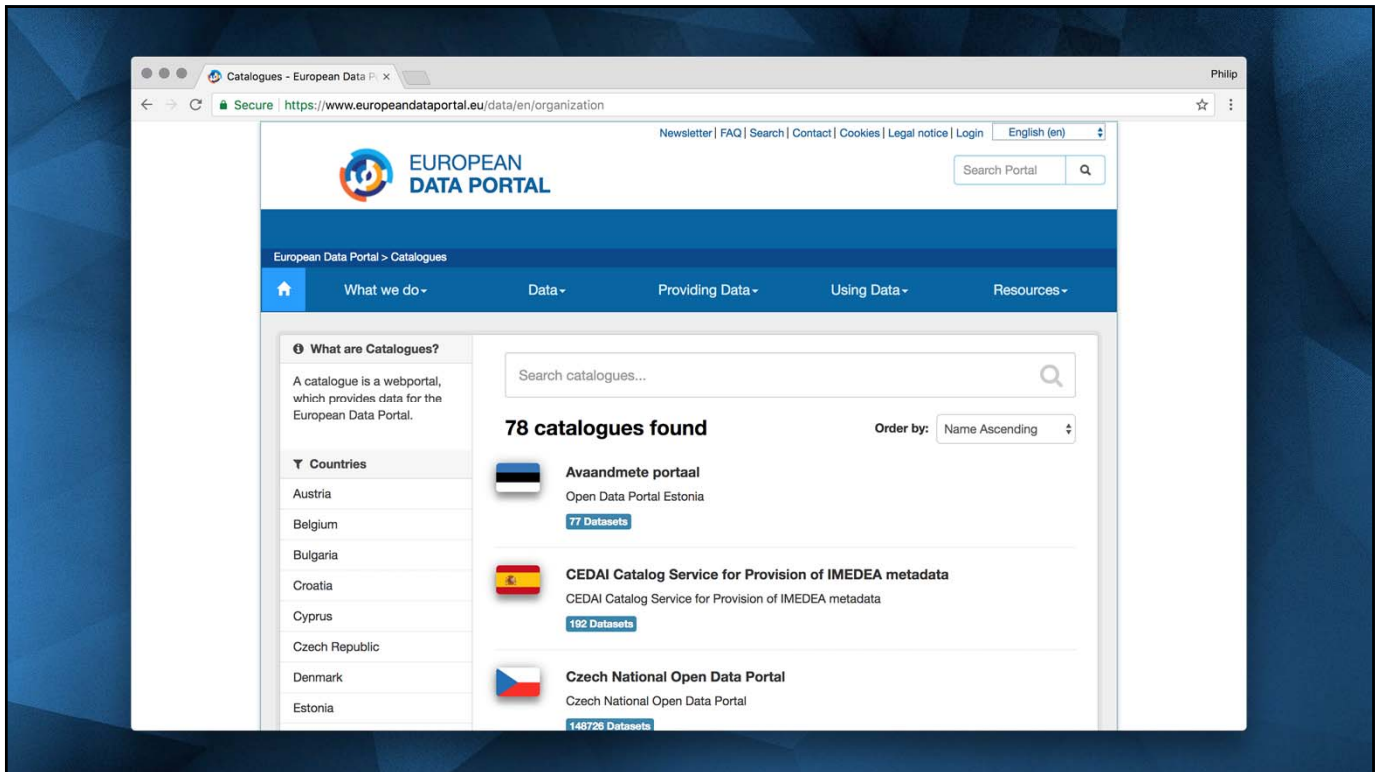 Catalogues - European Data P
Philip
Secure https://www.europeandataportal.eu/data/en/organization
Newsletter | FAQ | Search | Contact | Cookies | Legal notice | Login English (en)
EUROPEAN
DATA PORTAL
Search Portal
European Data Portal > Catalogues
What we do Data Providing Data Using Data Resources
What are Catalogues?
A catalogue is a webportal,
which provides data for the
European Data Portal.
Countries
Austria
Belgium
Bulgaria
Croatia
Cyprus
Czech Republic
Denmark
Estonia
Search catalogues...
78 catalogues found
Order by: Name Ascending
Avaandmete portaal
Open Data Portal Estonia
77 Datasets
CEDAI Catalog Service for Provision of IMEDEA metadata
CEDAI Catalog Service for Provision of IMEDEA metadata
192 Datasets
Czech National Open Data Portal
Czech National Open Data Portal
148726 Datasets